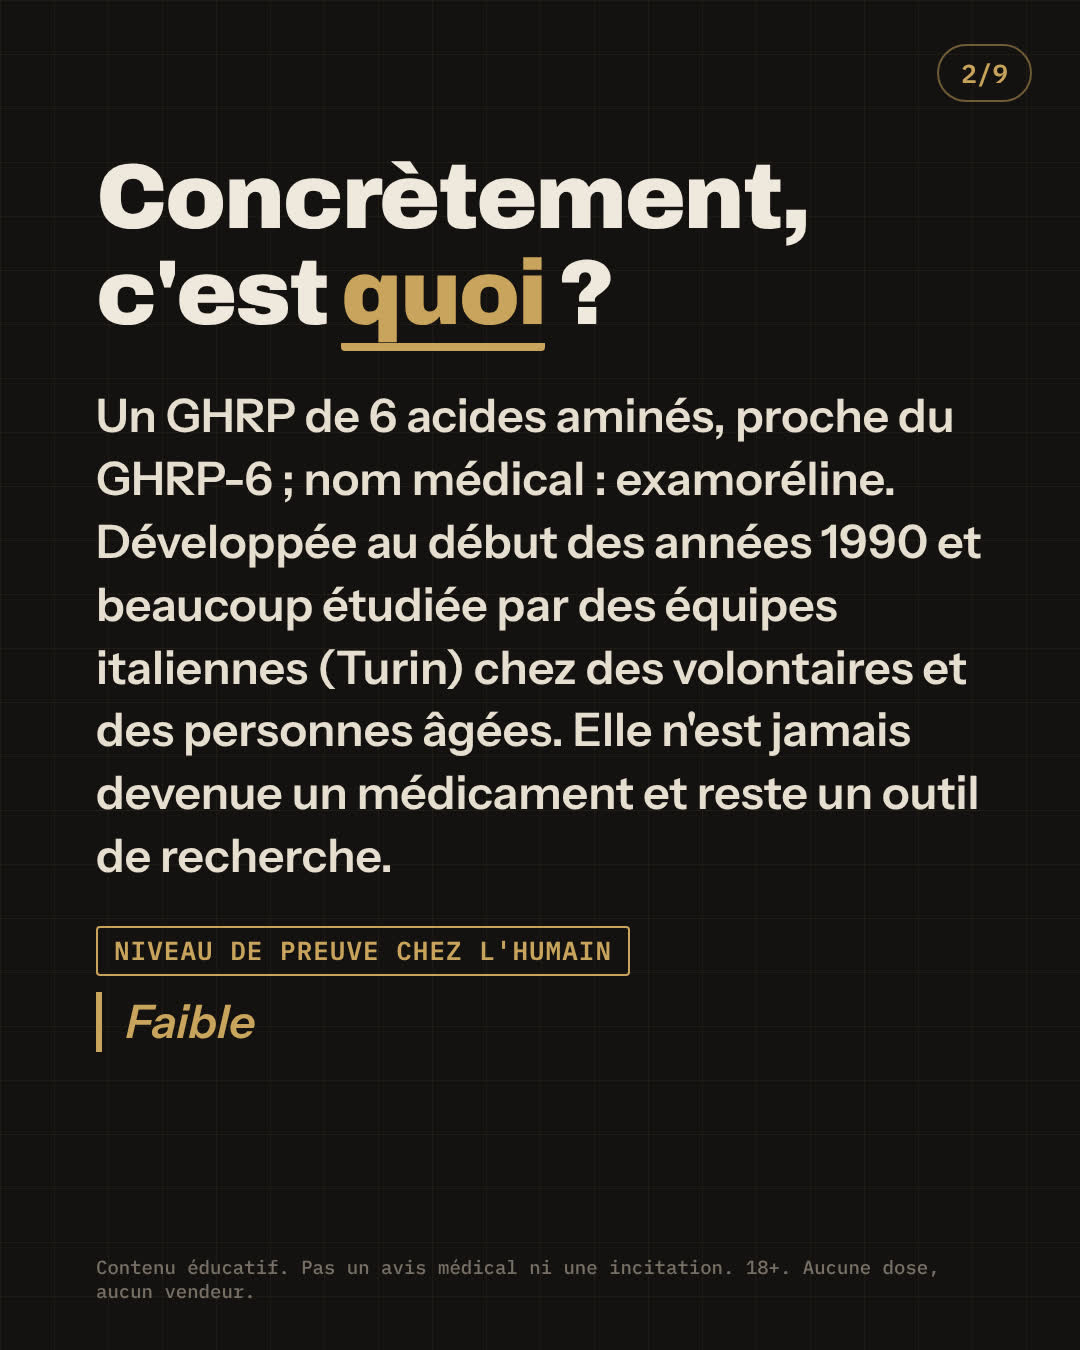 2/9
Concrètement,
c'est quoi ?
Un GHRP de 6 acides aminés, proche du
GHRP-6 ; nom médical : examoréline.
Développée au début des années 1990 et
beaucoup étudiée par des équipes
italiennes (Turin) chez des volontaires et
des personnes âgées. Elle n'est jamais
devenue un médicament et reste un outil
de recherche.
NIVEAU DE PREUVE CHEZ L'HUMAIN
Faible
Contenu éducatif. Pas un avis médical ni une incitation. 18+. Aucune dose,
aucun vendeur.